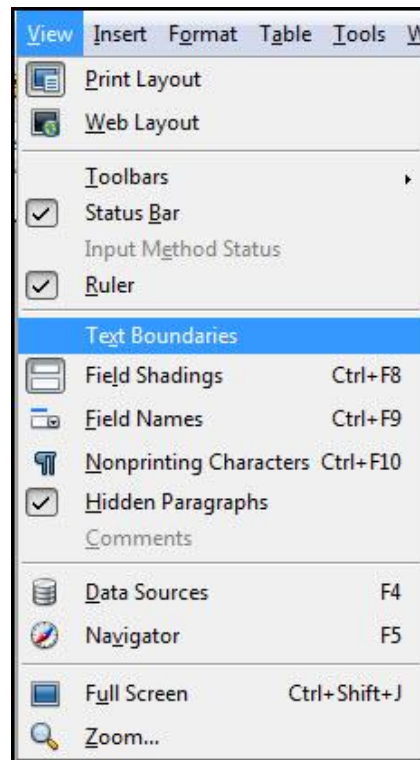 View Insert Format Table Tools W
Print Layout
Web Layout
Toolbars
Status Bar
Input Method Status
Ruler
Text Boundaries
Field Shadings Ctrl+F8
Field Names Ctrl+F9
Nonprinting Characters Ctrl+F10
Hidden Paragraphs
Comments
Data Sources F4
Navigator F5
Full Screen Ctrl+Shift+J
Zoom...